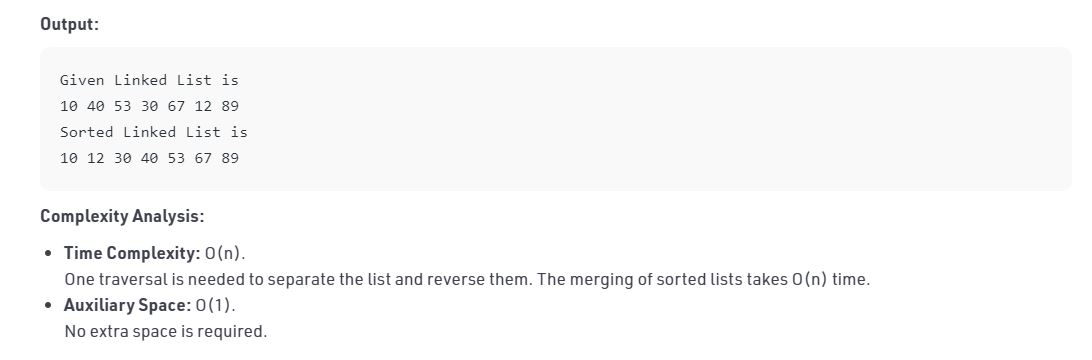 Output:
Given Linked List is
10 40 53 30 67 12 89
Sorted Linked List is
10 12 30 40 53 67 89
Complexity Analysis:
• Time Complexity: O(n).
One traversal is needed to separate the list and reverse them. The merging of sorted lists takes O(n) time.
• Auxiliary Space: O(1).
No extra space is required.